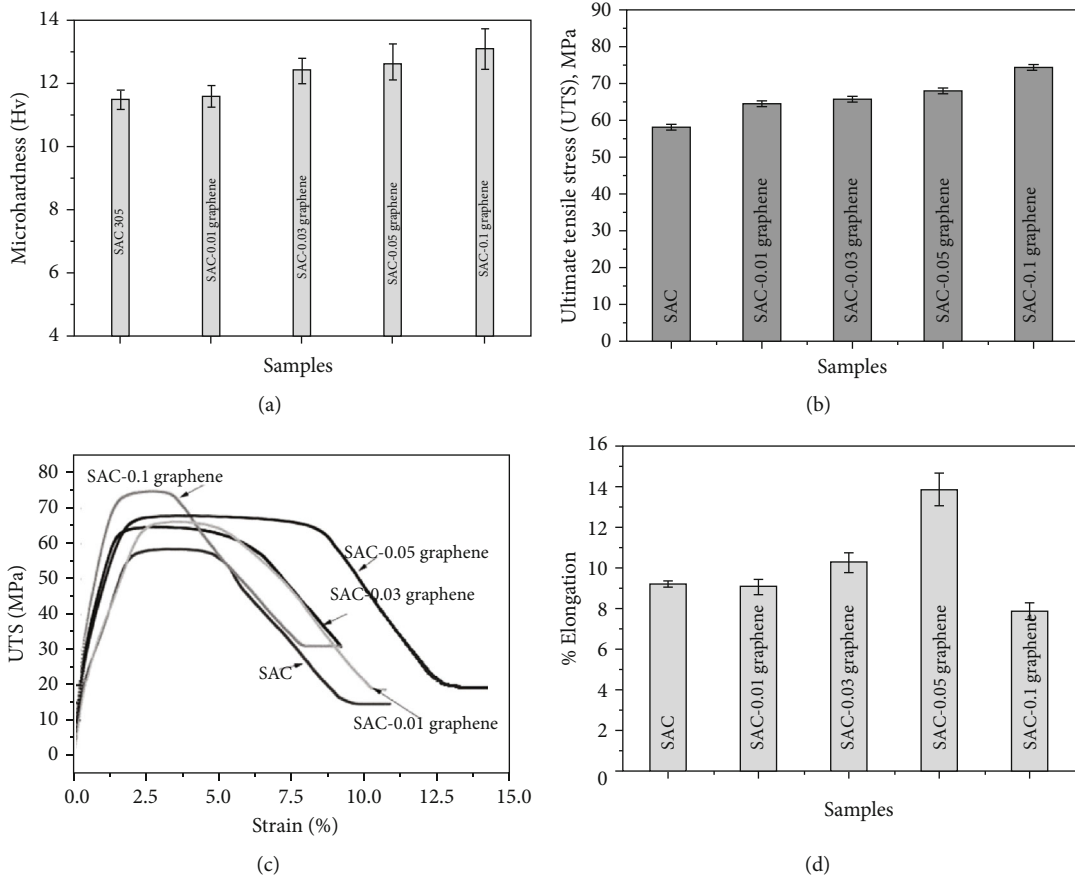 14
12
10
8
6
4
Microhardness (Hv)
SAC 305
SAC-0.01 graphene
SAC-0.03 graphene
SAC-0.05 graphene
SAC-0.1 graphene
Samples
(a)
90
80
70
60
50
40
30
20
10
0
Ultimate tensile stress (UTS), MPa
SAC
SAC-0.01 graphene
SAC-0.03 graphene
SAC-0.05 graphene
SAC-0.1 graphene
Samples
(b)
80
70
60
50
40
30
20
10
0
UTS (MPa)
SAC-0.1 graphene
SAC-0.05 graphene
SAC-0.03 graphene
SAC
SAC-0.01 graphene
0.0 2.5 5.0 7.5 10.0 12.5 15.0
Strain (%)
(c)
16
14
12
10
8
6
4
2
0
% Elongation
SAC
SAC-0.01 graphene
SAC-0.03 graphene
SAC-0.05 graphene
SAC-0.1 graphene
Samples
(d)